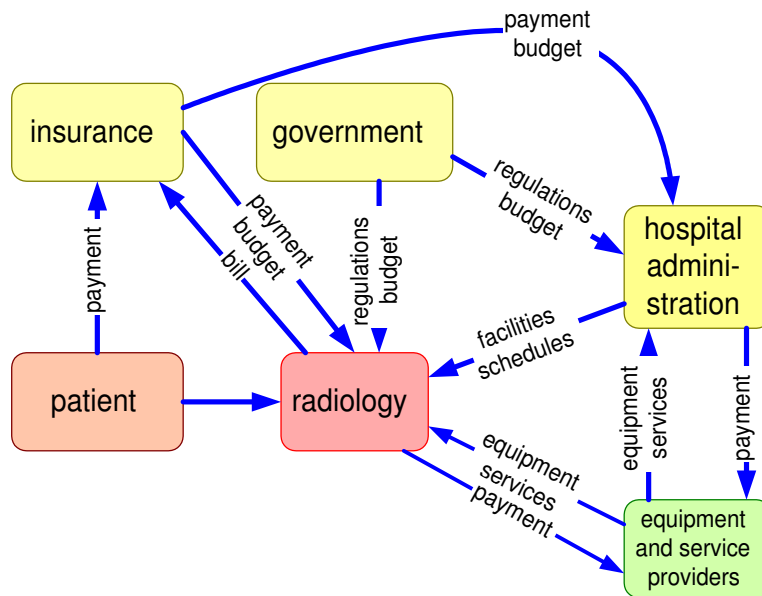 payment
budget
insurance
government
regulations
budget
payment
budget
bill
regulations
budget
payment
hospital
admini-
stration
facilities
schedules
patient
radiology
equipment
services
payment
equipment
services
payment
equipment
and service
providers